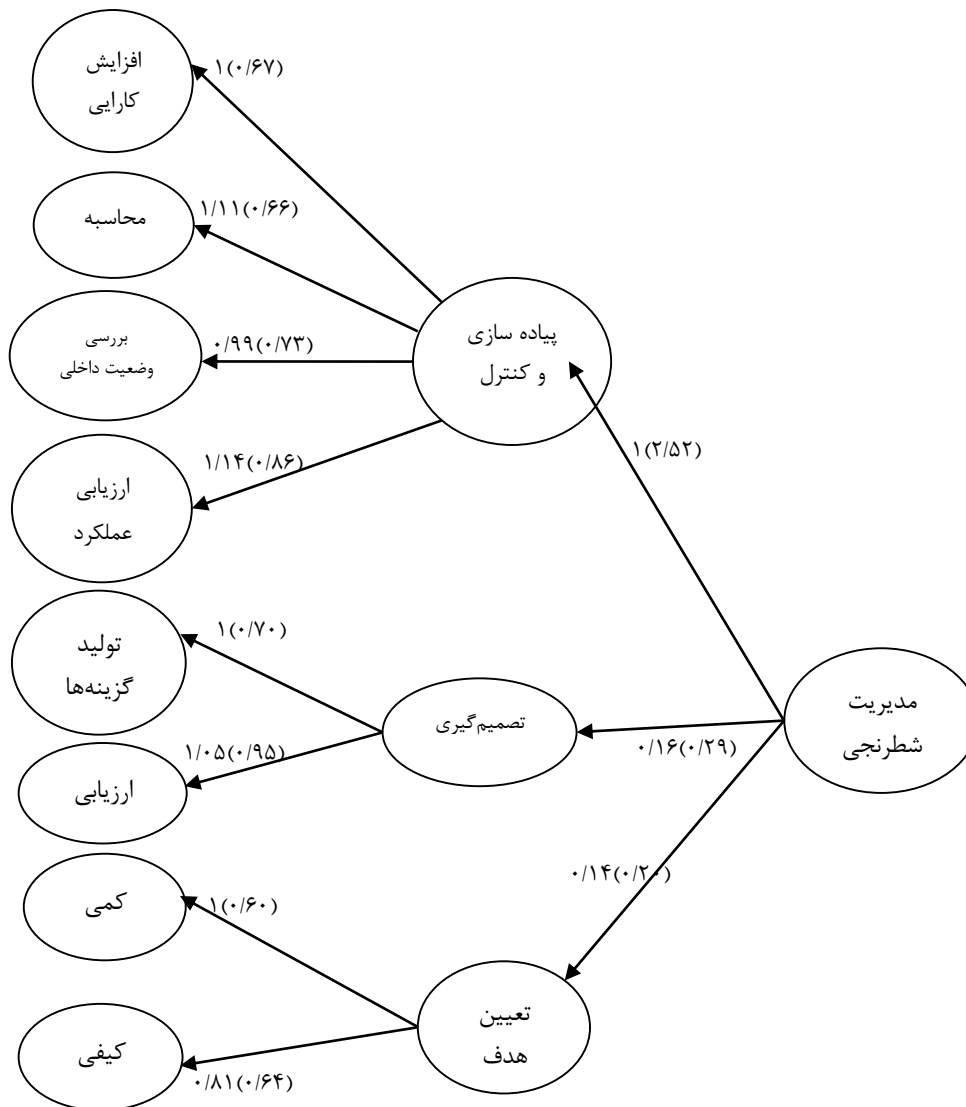 افزایش
کارایی
1(0/۶۷)
محاسبه
۱/۱۱(۰/۶۶)
بررسی
وضعیت داخلی
۰/۹۹(۰/۷۳)
ارزیابی
عملکرد
۱/۱۴(۰/۸۶)
پیاده سازی
و کنترل
۱(۲/۵۲)
تولید
گزینه‌ها
۱(۰/۷۰)
ارزیابی
۱/۰۵(۰/۹۵)
تصمیم‌گیری
۰/۱۶(۰/۲۹)
مدیریت
شطرنجی
۰/۱۴(۰/۲۰)
کمی
۱(۰/۶۰)
کیفی
۰/۸۱(۰/۶۴)
تعیین
هدف